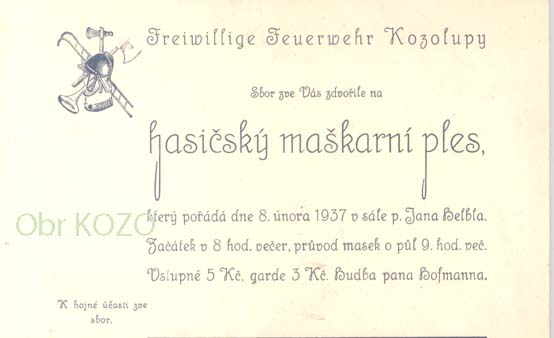 Freiwillige Feuerwehr Kozolupy
Sbor zve Vás zdvořile na
hasičský maškarní ples,
který pořádá dne 8. února 1937 v sále p. Jana Helbla.
Začátek v 8 hod. večer, průvod masek o půl 9. hod. več.
Vstupné 5 Kč, garde 3 Kč. Hudba pana Hofmanna.
K hojné účasti zve
sbor.
Obr KOZO